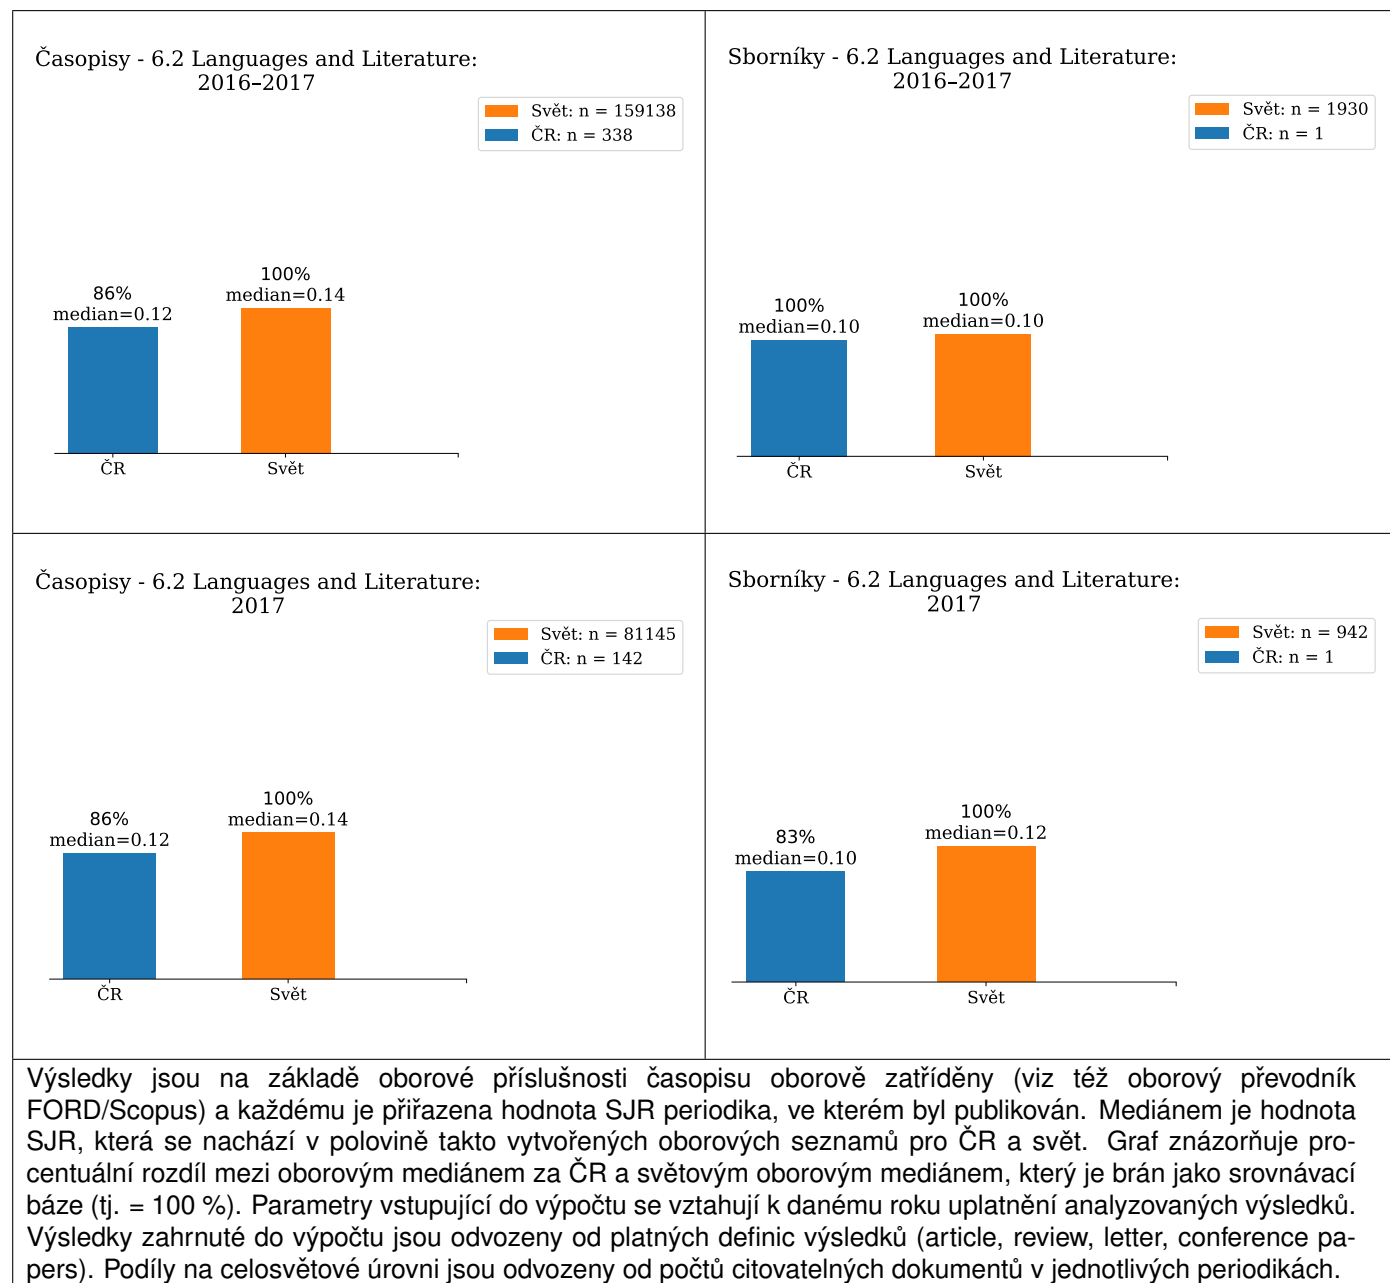 Časopisy - 6.2 Languages and Literature:
2016–2017
Svět: n = 159138
ČR: n = 338
100%
median=0.14
86%
median=0.12
ČR
Svět
Sborníky - 6.2 Languages and Literature:
2016–2017
Svět: n = 1930
ČR: n = 1
100%
median=0.10
100%
median=0.10
ČR
Svět
Časopisy - 6.2 Languages and Literature:
2017
Svět: n = 81145
ČR: n = 142
100%
median=0.14
86%
median=0.12
ČR
Svět
Sborníky - 6.2 Languages and Literature:
2017
Svět: n = 942
ČR: n = 1
100%
median=0.12
83%
median=0.10
ČR
Svět
Výsledky jsou na základě oborové příslušnosti časopisu oborově zatříděny (viz též oborový převodník
FORD/Scopus) a každému je přiřazena hodnota SJR periodika, ve kterém byl publikován. Mediánem je hodnota
SJR, která se nachází v polovině takto vytvořených oborových seznamů pro ČR a svět. Graf znázorňuje pro-
centuální rozdíl mezi oborovým mediánem za ČR a světovým oborovým mediánem, který je brán jako srovnávací
báze (tj. = 100 %). Parametry vstupující do výpočtu se vztahují k danému roku uplatnění analyzovaných výsledků.
Výsledky zahrnuté do výpočtu jsou odvozeny od platných definic výsledků (article, review, letter, conference pa-
pers). Podíly na celosvětové úrovni jsou odvozeny od počtů citovatelných dokumentů v jednotlivých periodikách.